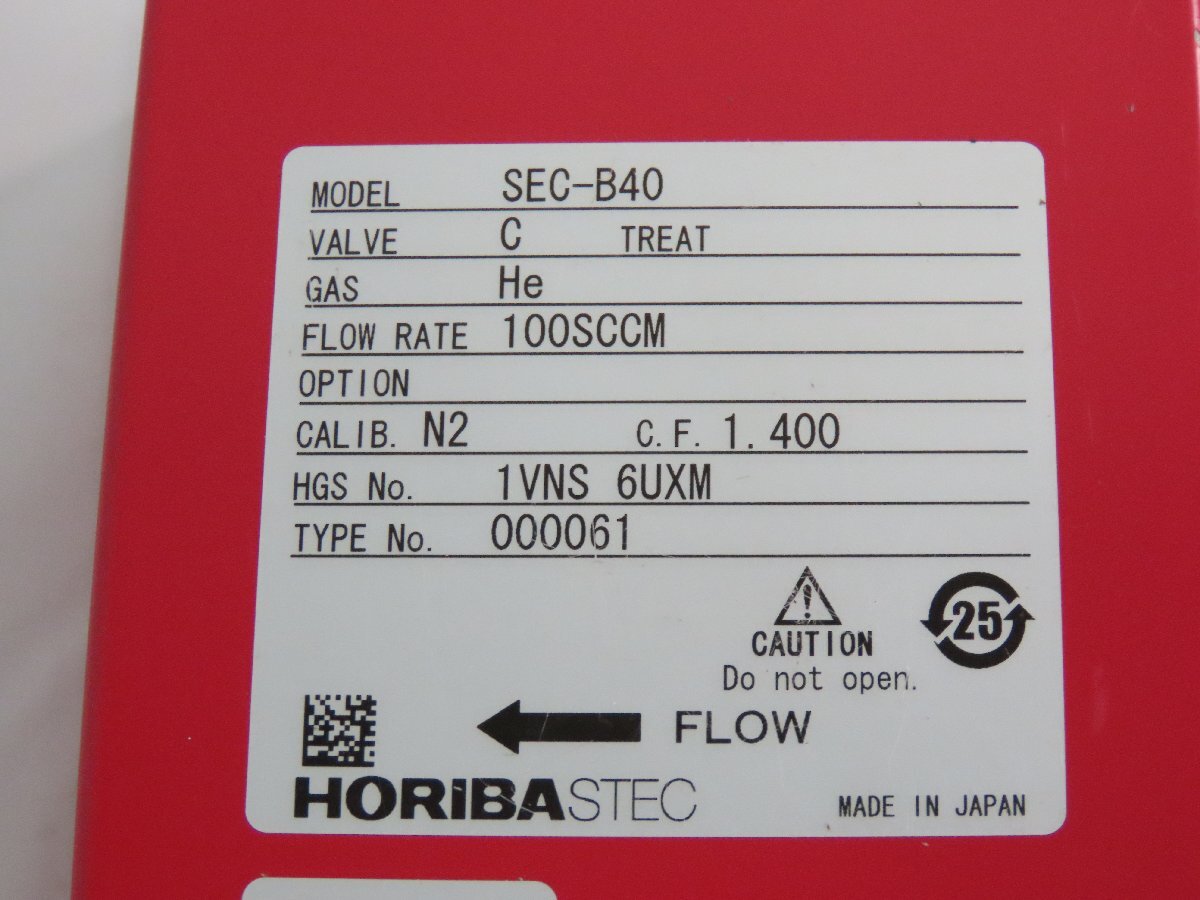 MODEL SEC-B40
VALVE C TREAT
GAS He
FLOW RATE 100SCCM
OPTION
CALIB. N2 C.F. 1.400
HGS No. 1VNS 6UXM
TYPE No. 000061
CAUTION
25
Do not open.
FLOW
HORIBASTEC
MADE IN JAPAN